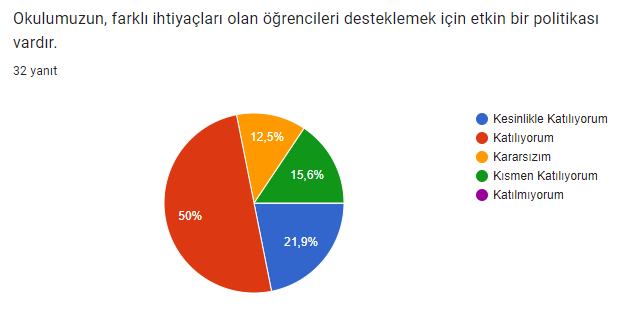 Okulumuzun, farklı ihtiyaçları olan öğrencileri desteklemek için etkin bir politikası
vardır.
32 yanıt
12,5%
15,6%
50%
21,9%
Kesinlikle Katılıyorum
Katılıyorum
Kararsızım
Kısmen Katılıyorum
Katılmıyorum